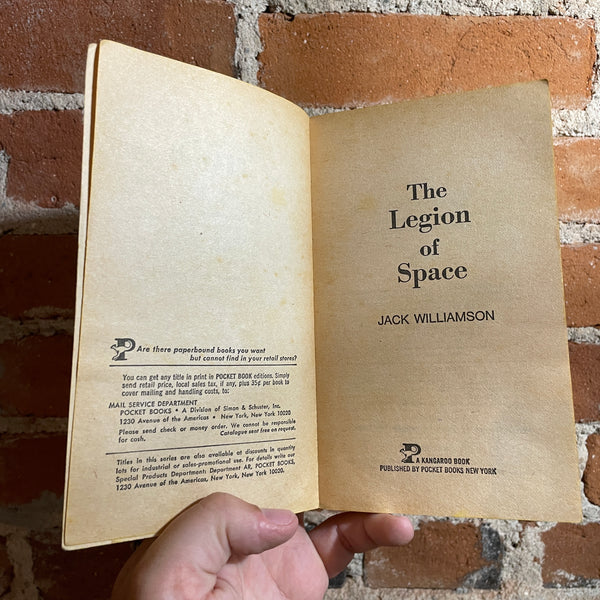 Are there paperbound books you want
but cannot find in your retail stores?
You can get any title in print in POCKET BOOK editions. Simply
send retail price, local sales tax, if any, plus 35¢ per book to
cover mailing and handling costs, to:
MAIL SERVICE DEPARTMENT
POCKET BOOKS • A Division of Simon & Schuster, Inc.
1230 Avenue of the Americas • New York, New York 10020
Please send check or money order. We cannot be responsible
for cash. Catalogue sent free on request.
Titles in this series are also available at discounts in quantity
lots for industrial or sales-promotional use. For details write our
Special Products Department: Department AR, POCKET BOOKS,
1230 Avenue of the Americas, New York, New York 10020.
The
Legion
of
Space
JACK WILLIAMSON
A KANGAROO BOOK
PUBLISHED BY POCKET BOOKS NEW YORK